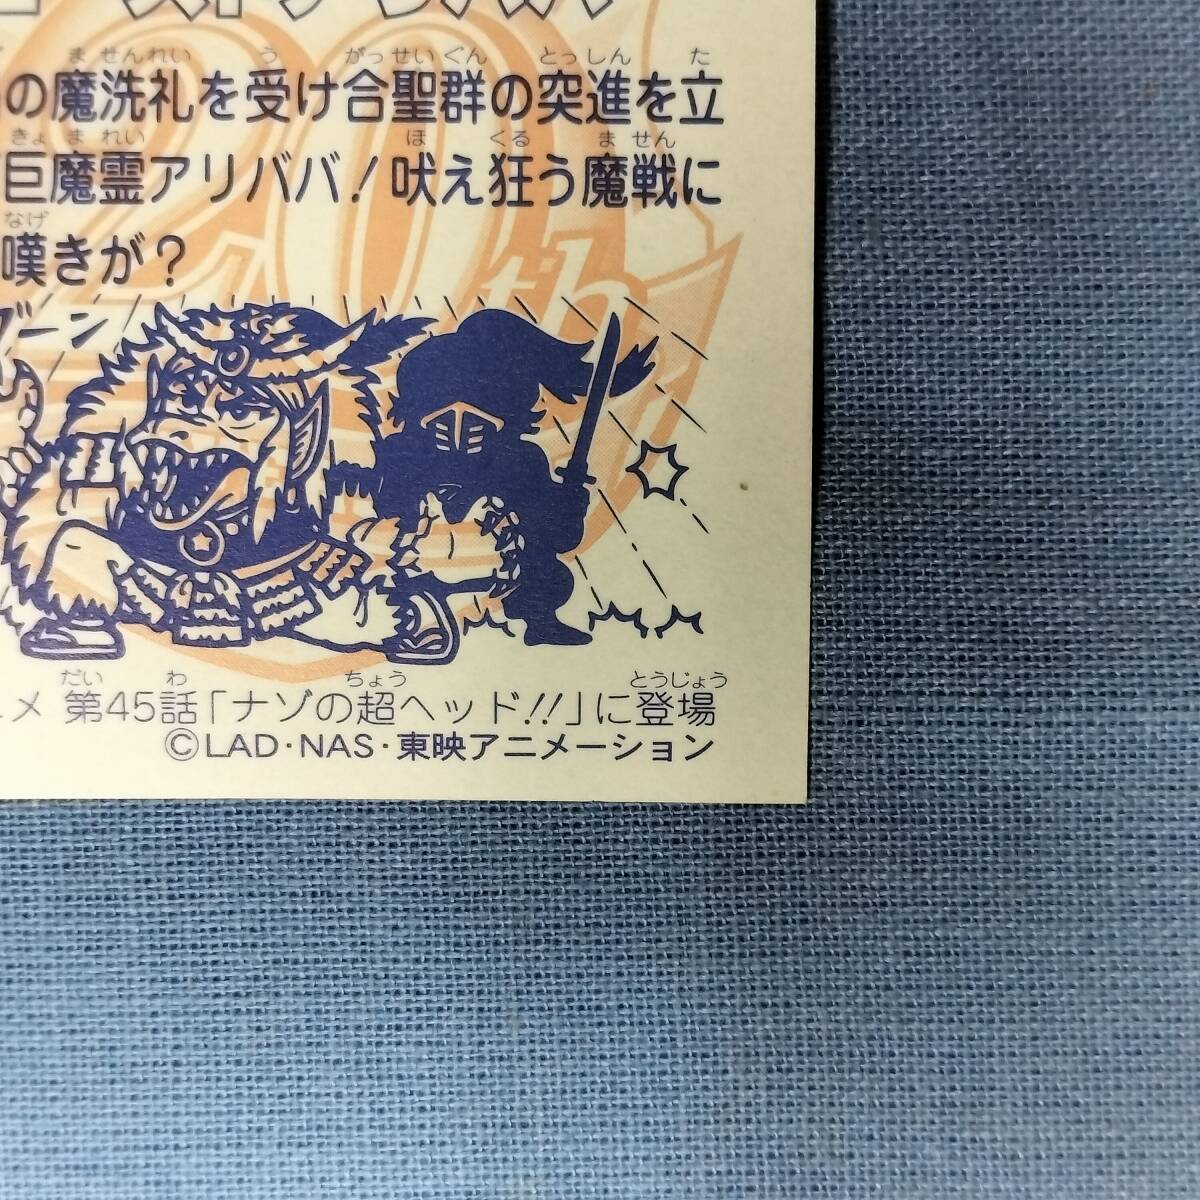 の魔洗礼を受け合聖群の突進を立
巨魔霊アリババ!吠え狂う魔戦に
嘆きが?
ブーン
20th
メ 第45話「ナゾの超ヘッド!!」に登場
©LAD・NAS・東映アニメーション